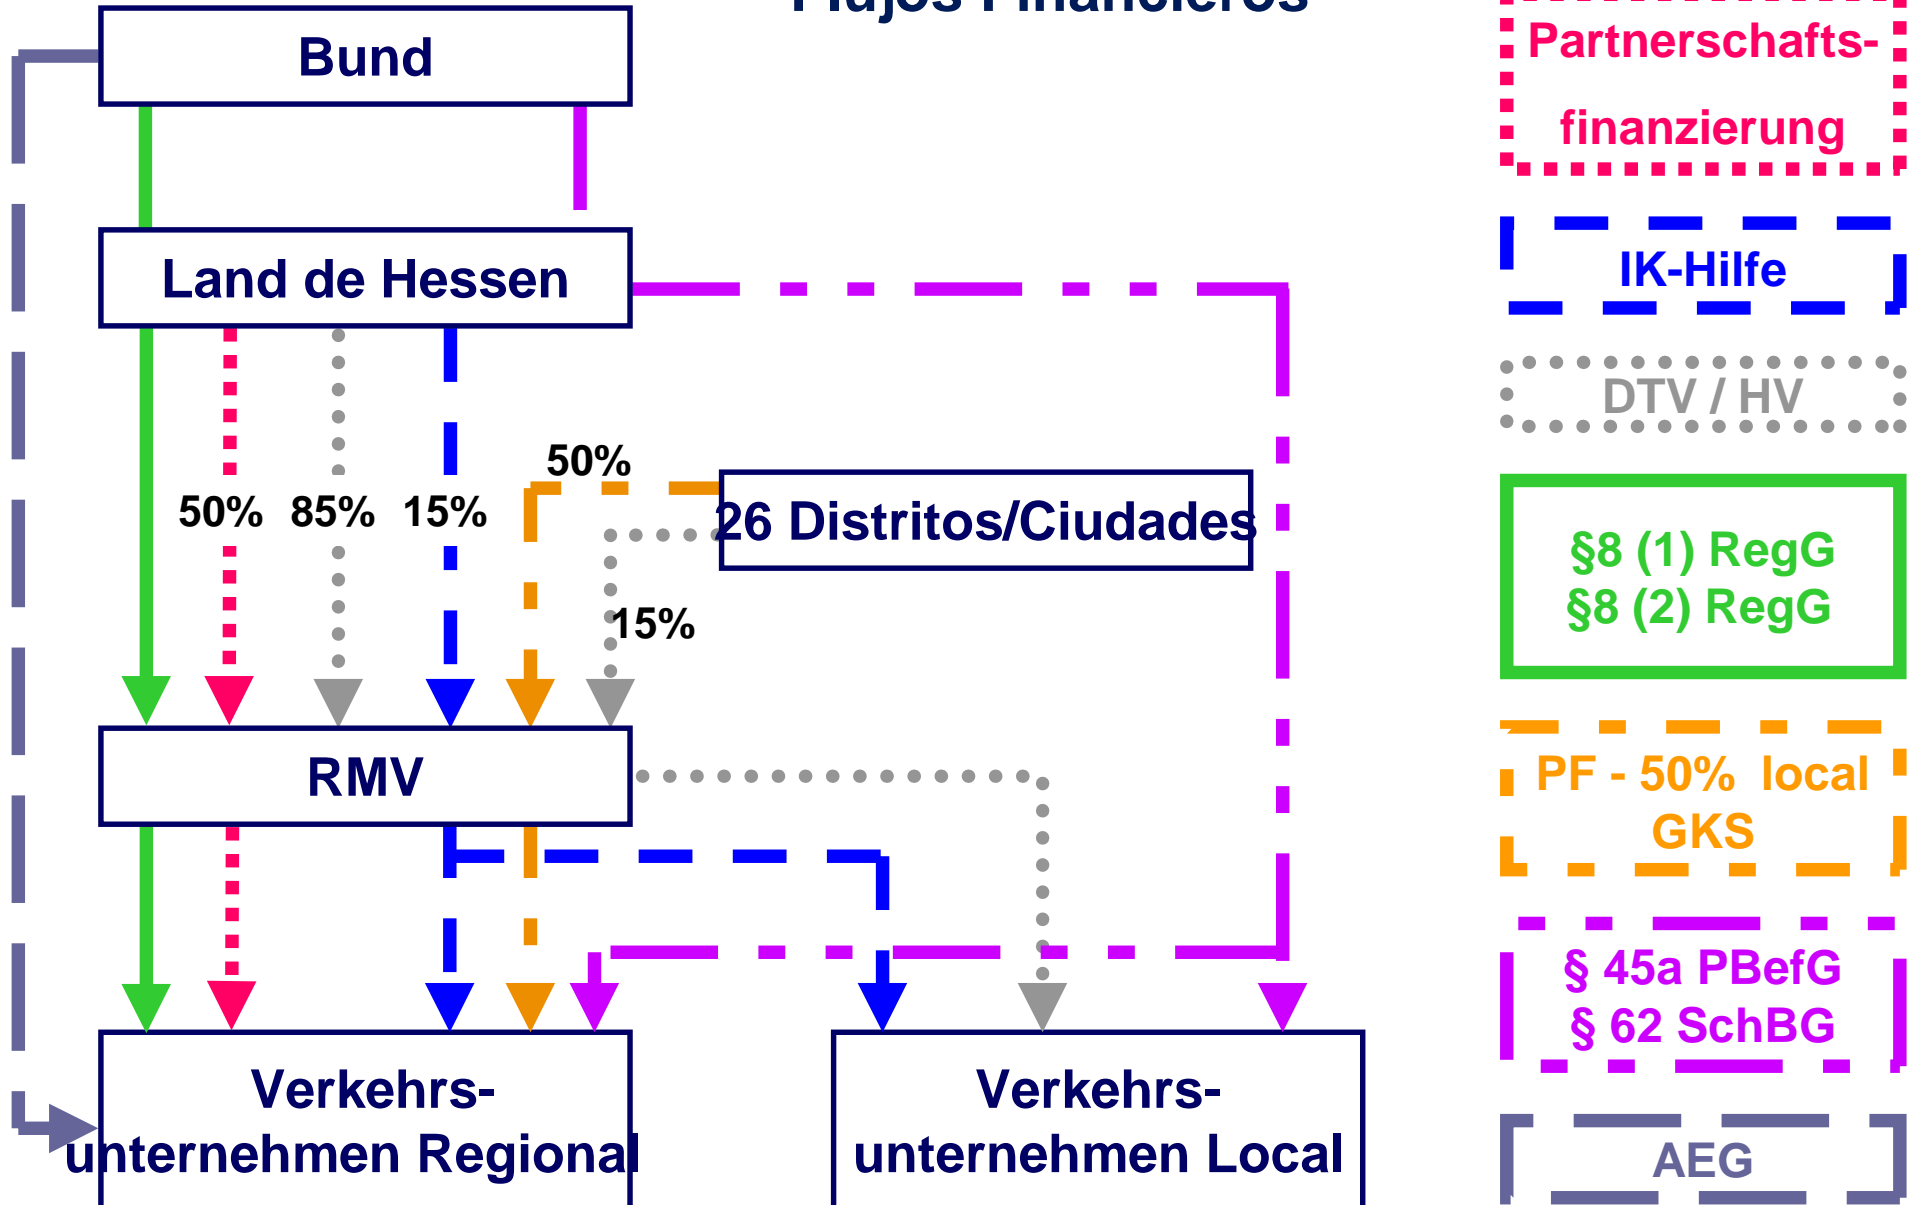 Flujos Financieros
Bund
Land de Hessen
50%
50%
85%
15%
26 Distritos/Ciudades
15%
RMV
Verkehrs-
unternehmen Regional
Verkehrs-
unternehmen Local
Partnerschafts-
finanzierung
IK-Hilfe
DTV / HV
§8 (1) RegG
§8 (2) RegG
PF - 50% local
GKS
§ 45a PBefG
§ 62 SchBG
AEG